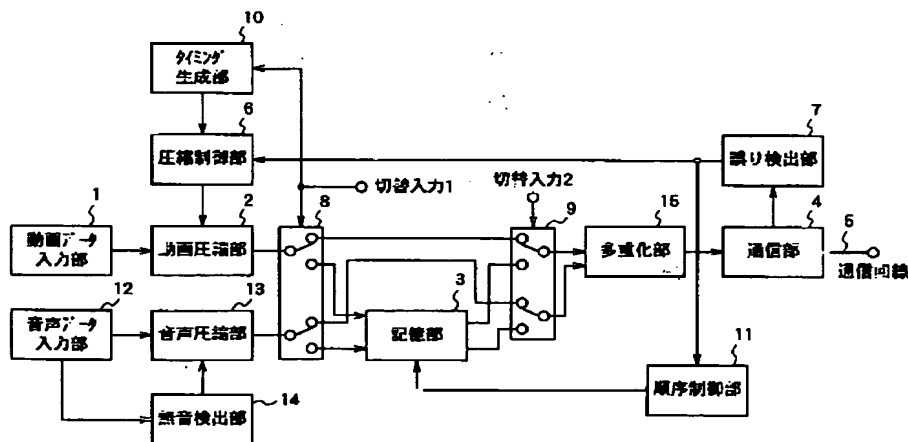 10
タイミング
生成部
6
圧縮制御部
7
誤り検出部
切替入力1
切替入力2
1
動画データ
入力部
2
動画圧縮部
8
9
15
多重化部
4
通信部
5
通信回線
12
音声データ
入力部
13
音声圧縮部
3
記憶部
11
順序制御部
無音検出部
14